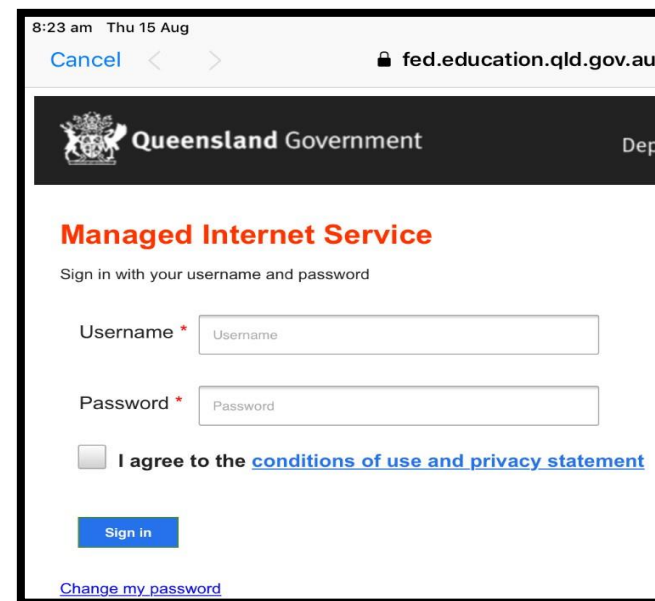 8:23 am Thu 15 Aug
Cancel fed.education.qld.gov.au
Queensland Government Dep
Managed Internet Service
Sign in with your username and password
Username * Username
Password * Password
I agree to the conditions of use and privacy statement
Sign in
Change my password